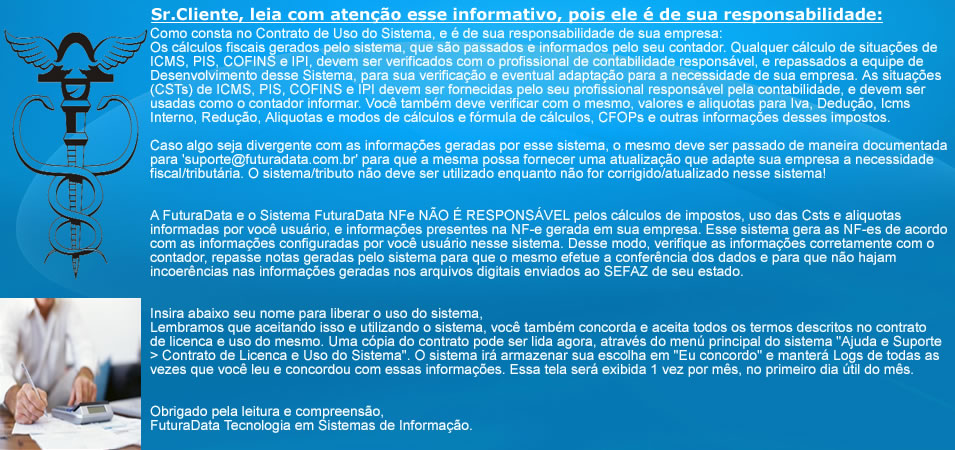 Sr.Cliente, leia com atenção esse informativo, pois ele é de sua responsabilidade:
Como consta no Contrato de Uso do Sistema, e é de sua responsabilidade de sua empresa:
Os cálculos fiscais gerados pelo sistema, que são passados e informados pelo seu contador. Qualquer cálculo de situações de
ICMS, PIS, COFINS e IPI, devem ser verificados com o profissional de contabilidade responsável, e repassados a equipe de
Desenvolvimento desse Sistema, para sua verificação e eventual adaptação para a necessidade de sua empresa. As situações
(CSTs) de ICMS, PIS, COFINS e IPI devem ser fornecidas pelo seu profissional responsável pela contabilidade, e devem ser
usadas como o contador informar. Você também deve verificar com o mesmo, valores e aliquotas para Iva, Dedução, Icms
Interno, Redução, Aliquotas e modos de cálculos e fórmula de cálculos, CFOPs e outras informações desses impostos.
Caso algo seja divergente com as informações geradas por esse sistema, o mesmo deve ser passado de maneira documentada
para 'suporte@futuradata.com.br' para que a mesma possa fornecer uma atualização que adapte sua empresa a necessidade
fiscal/tributária. O sistema/tributo não deve ser utilizado enquanto não for corrigido/atualizado nesse sistema!
A FuturaData e o Sistema FuturaData NFe NÃO É RESPONSÁVEL pelos cálculos de impostos, uso das Csts e aliquotas
informadas por você usuário, e informações presentes na NF-e gerada em sua empresa. Esse sistema gera as NF-es de acordo
com as informações configuradas por você usuário nesse sistema. Desse modo, verifique as informações corretamente com o
contador, repasse notas geradas pelo sistema para que o mesmo efetue a conferência dos dados e para que não hajam
incoerências nas informações geradas nos arquivos digitais enviados ao SEFAZ de seu estado.
Insira abaixo seu nome para liberar o uso do sistema,
Lembramos que aceitando isso e utilizando o sistema, você também concorda e aceita todos os termos descritos no contrato
de licenca e uso do mesmo. Uma cópia do contrato pode ser lida agora, através do menú principal do sistema "Ajuda e Suporte
> Contrato de Licenca e Uso do Sistema". O sistema irá armazenar sua escolha em "Eu concordo" e manterá Logs de todas as
vezes que você leu e concordou com essas informações. Essa tela será exibida 1 vez por mês, no primeiro dia útil do mês.
Obrigado pela leitura e compreensão,
FuturaData Tecnologia em Sistemas de Informação.